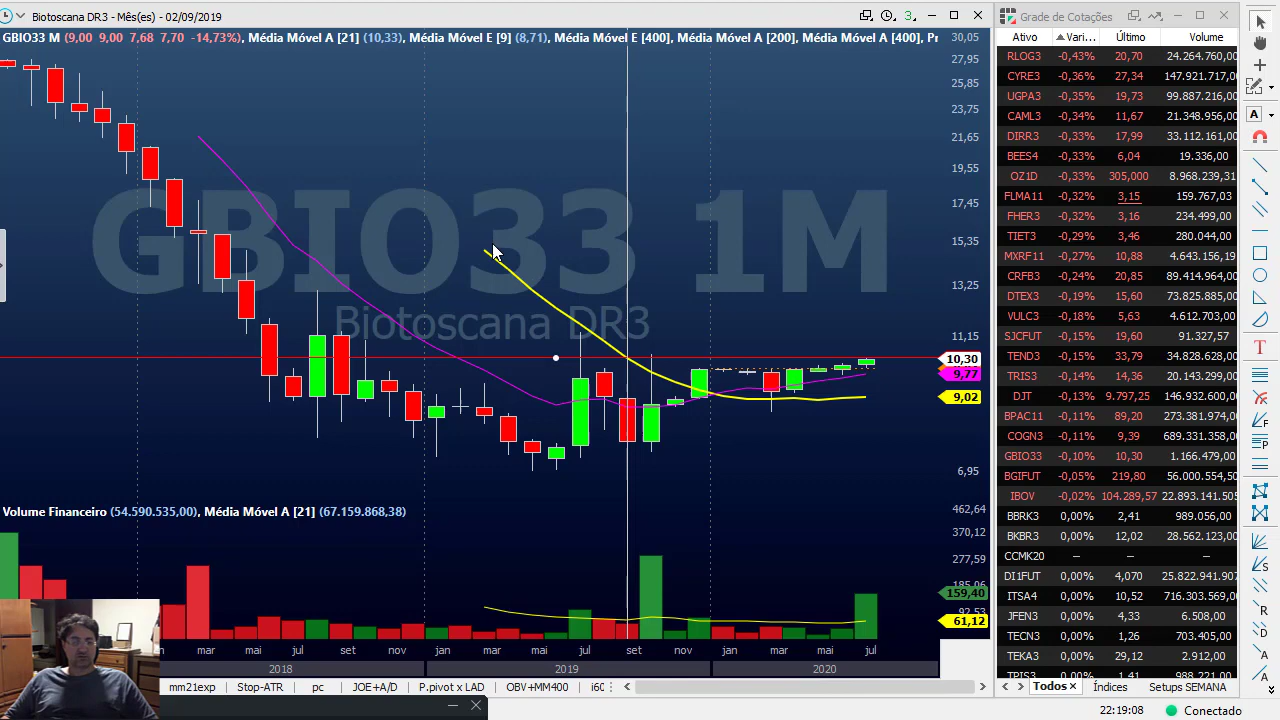 Biotoscana DR3 - Mês(es) - 02/09/2019
3.
GBIO33 M (9,00 9,00 7,68 7,70 -14,73%), Média Móvel A [21] (10,33), Média Móvel E [9] (8,71), Média Móvel E [400], Média Móvel A [200], Média Móvel A [400], Pr
GBIO33 1M
Biotoscana DR3
30,05
27,95
25,85
23,75
21,65
19,55
17,45
15,35
13,25
11,15
10,30
9,77
9,02
6,95
Volume Financeiro (54.590.535,00), Média Móvel A [21] (67.159.868,38)
462,64
370,12
277,59
185,06
159,40
92,53
61,12
mar mai jul set nov jan mar mai jul set nov jan mar mai jul
2018 2019 2020
mm21exp Stop-ATR pc JOE+A/D P.pivot x LAD OBV+MM400 i60
Grade de Cotações
Ativo Vari... Último Volume
RLOG3 -0,43% 20,70 24.264.760,00
CYRE3 -0,36% 27,34 147.921.717,00
UGPA3 -0,35% 19,73 99.887.216,00
CAML3 -0,34% 11,67 21.348.956,00
DIRR3 -0,33% 17,99 33.112.161,00
BEES4 -0,33% 6,04 19.336,00
OZ1D -0,33% 305,000 8.968.239,31
FLMA11 -0,32% 3,15 159.767,03
FHER3 -0,32% 3,16 234.499,00
TIET3 -0,29% 3,46 280.044,00
MXRF11 -0,27% 10,88 4.643.156,19
CRFB3 -0,24% 20,85 89.414.964,00
DTEX3 -0,19% 15,60 73.825.885,00
VULC3 -0,18% 5,63 4.612.703,00
SJCFUT -0,15% 19,60 91.327,57
TEND3 -0,15% 33,79 34.828.628,00
TRIS3 -0,14% 14,36 20.143.299,00
DJT -0,13% 9.797,25 146.932.600,00
BPAC11 -0,11% 89,20 273.381.974,00
COGN3 -0,11% 9,39 689.331.358,00
GBIO33 -0,10% 10,30 1.166.479,00
BGIFUT -0,05% 219,80 56.000.554,50
IBOV -0,02% 104.289,57 22.893.141.505
BBRK3 0,00% 2,41 989.056,00
BKBR3 0,00% 12,02 28.562.123,00
CCMK20 – – –
DI1FUT 0,00% 4,070 25.822.941.907
ITSA4 0,00% 10,52 716.303.569,00
JFEN3 0,00% 4,33 6.508,00
TECN3 0,00% 1,26 703.405,00
TEKA3 0,00% 29,12 2.912,00
Todos Índices Setups SEMANA
22:19:08 Conectado